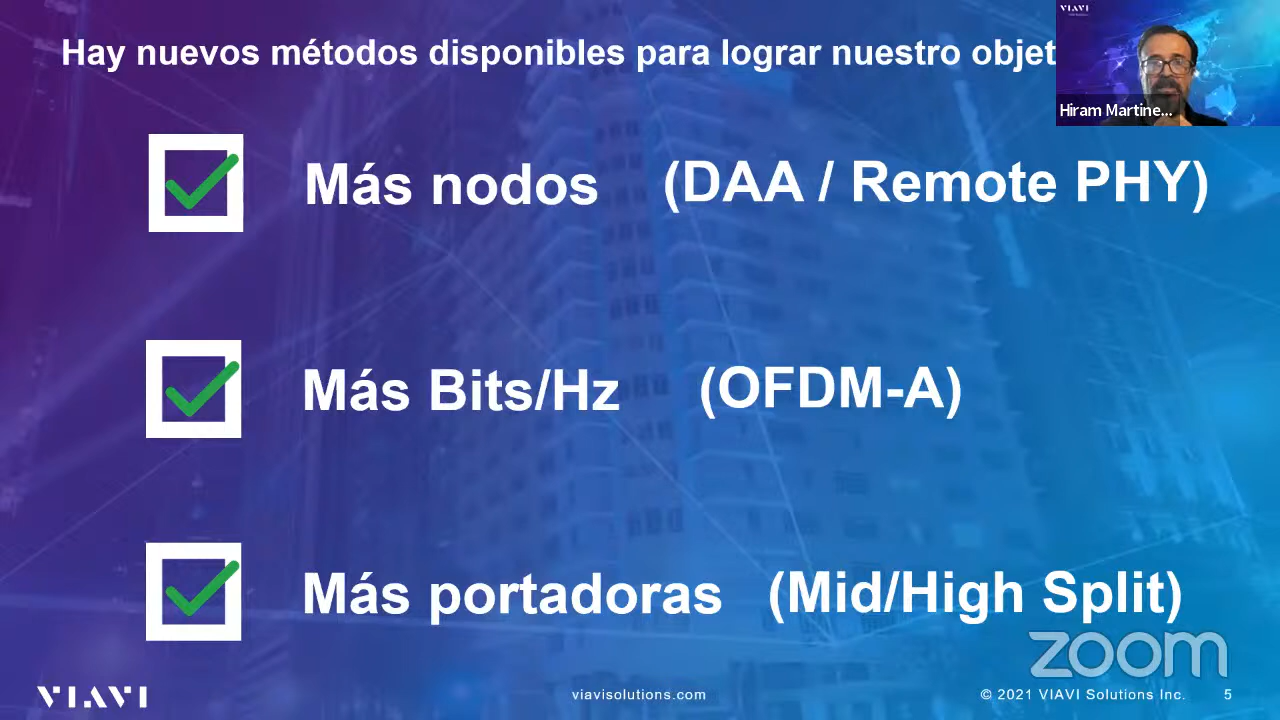 Hay nuevos métodos disponibles para lograr nuestro objet
VIAVI
Hiram Martine...
Más nodos (DAA / Remote PHY)
Más Bits/Hz (OFDM-A)
Más portadoras (Mid/High Split)
zoom
VIAVI viavisolutions.com © 2021 VIAVI Solutions Inc. 5